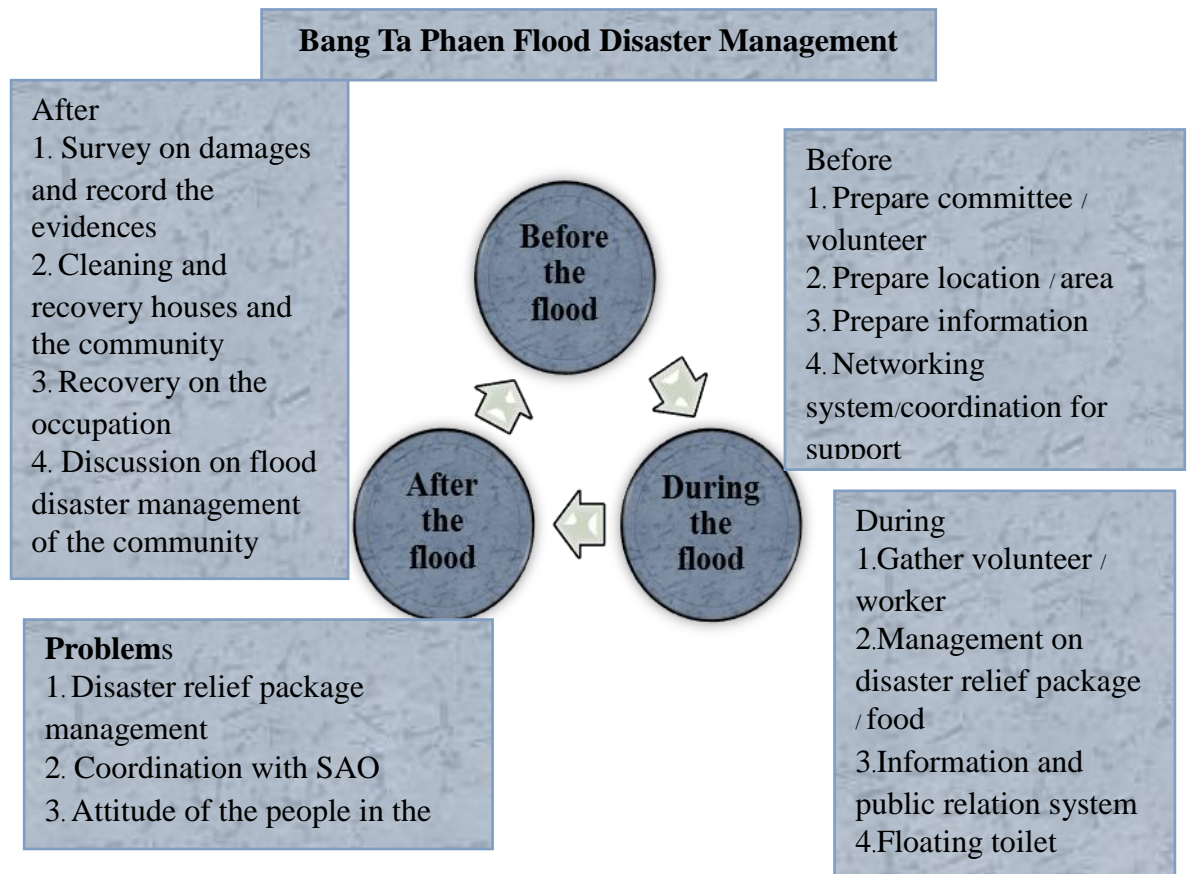 Bang Ta Phaen Flood Disaster Management
After
1. Survey on damages
and record the
evidences
2. Cleaning and
recovery houses and
the community
3. Recovery on the
occupation
4. Discussion on flood
disaster management
of the community
Before
the
flood
Before
1. Prepare committee /
volunteer
2. Prepare location / area
3. Prepare information
4. Networking
system/coordination for
support
After
the
flood
During
the
flood
During
1.Gather volunteer /
worker
2.Management on
disaster relief package
/ food
3.Information and
public relation system
4.Floating toilet
Problems
1. Disaster relief package
management
2. Coordination with SAO
3. Attitude of the people in the